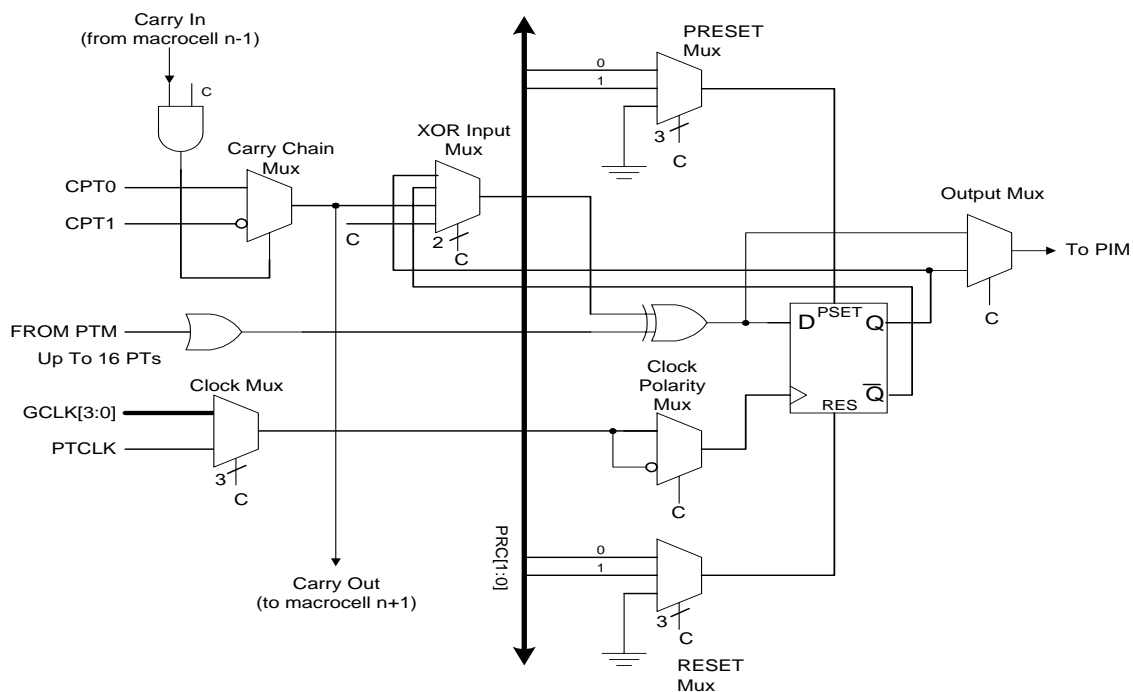 Carry In
(from macrocell n-1)
C
Carry Chain
Mux
CPT0
CPT1
XOR Input
Mux
C
2
C
0
1
PRESET
Mux
3
C
Output Mux
To PIM
C
FROM PTM
Up To 16 PTs
D
PSET
Q
Q
RES
Clock Mux
GCLK[3:0]
PTCLK
3
C
Clock
Polarity
Mux
C
PRC[1:0]
0
1
3
C
RESET
Mux
Carry Out
(to macrocell n+1)